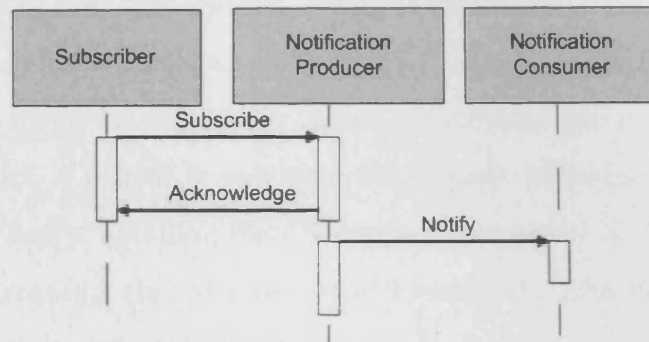 Subscriber
Notification
Producer
Notification
Consumer
Subscribe
Acknowledge
Notify